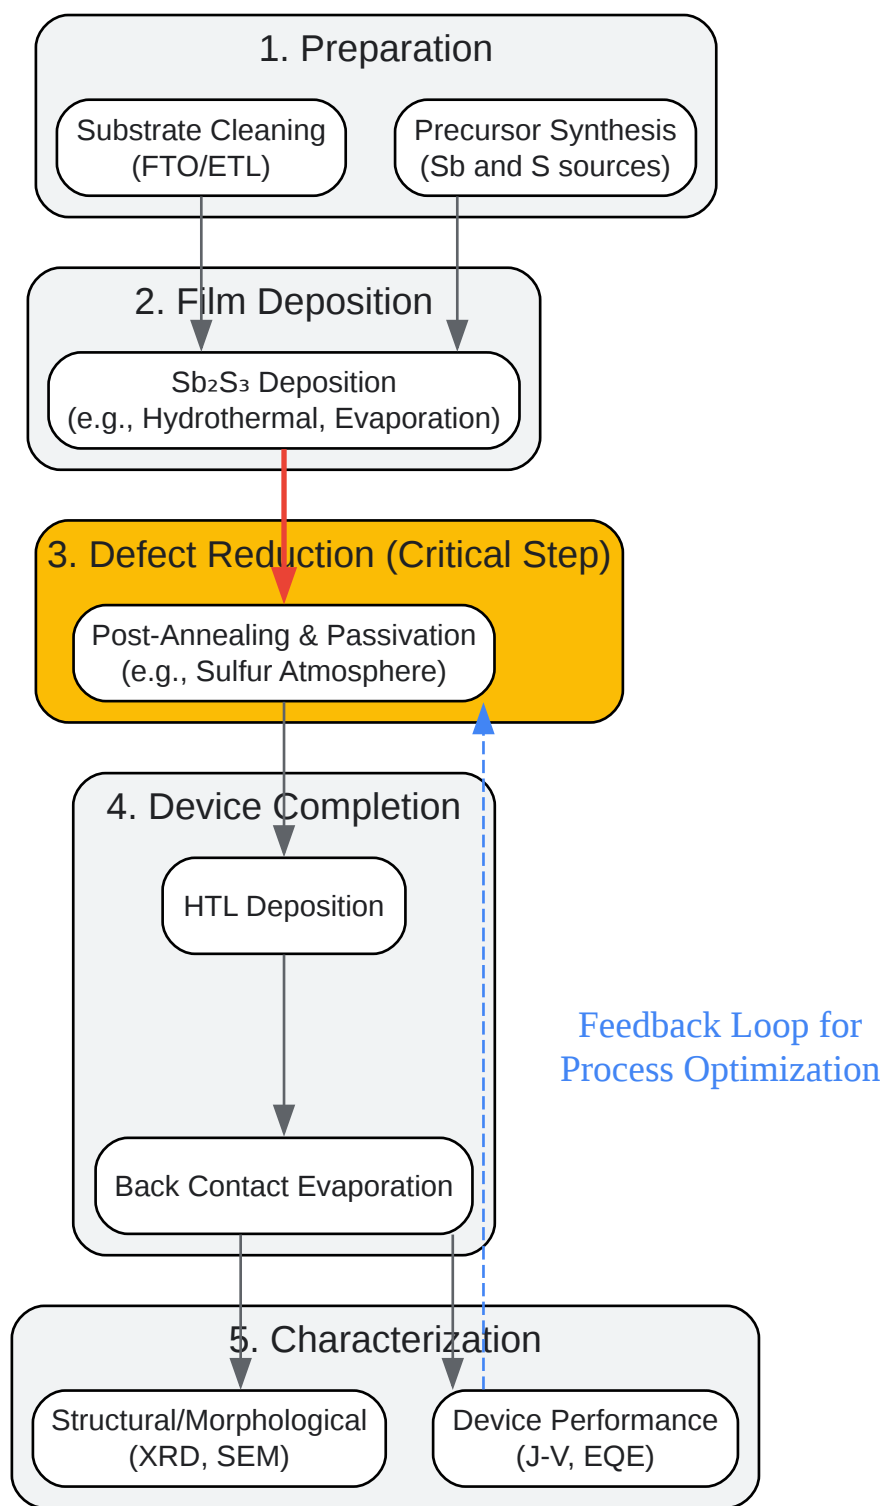 1. Preparation
Substrate Cleaning
(FTO/ETL)
Precursor Synthesis
(Sb and S sources)
2. Film Deposition
Sb₂S₃ Deposition
(e.g., Hydrothermal, Evaporation)
3. Defect Reduction (Critical Step)
Post-Annealing & Passivation
(e.g., Sulfur Atmosphere)
4. Device Completion
HTL Deposition
Feedback Loop for
Process Optimization
Back Contact Evaporation
5. Characterization
Structural/Morphological
(XRD, SEM)
Device Performance
(J-V, EQE)